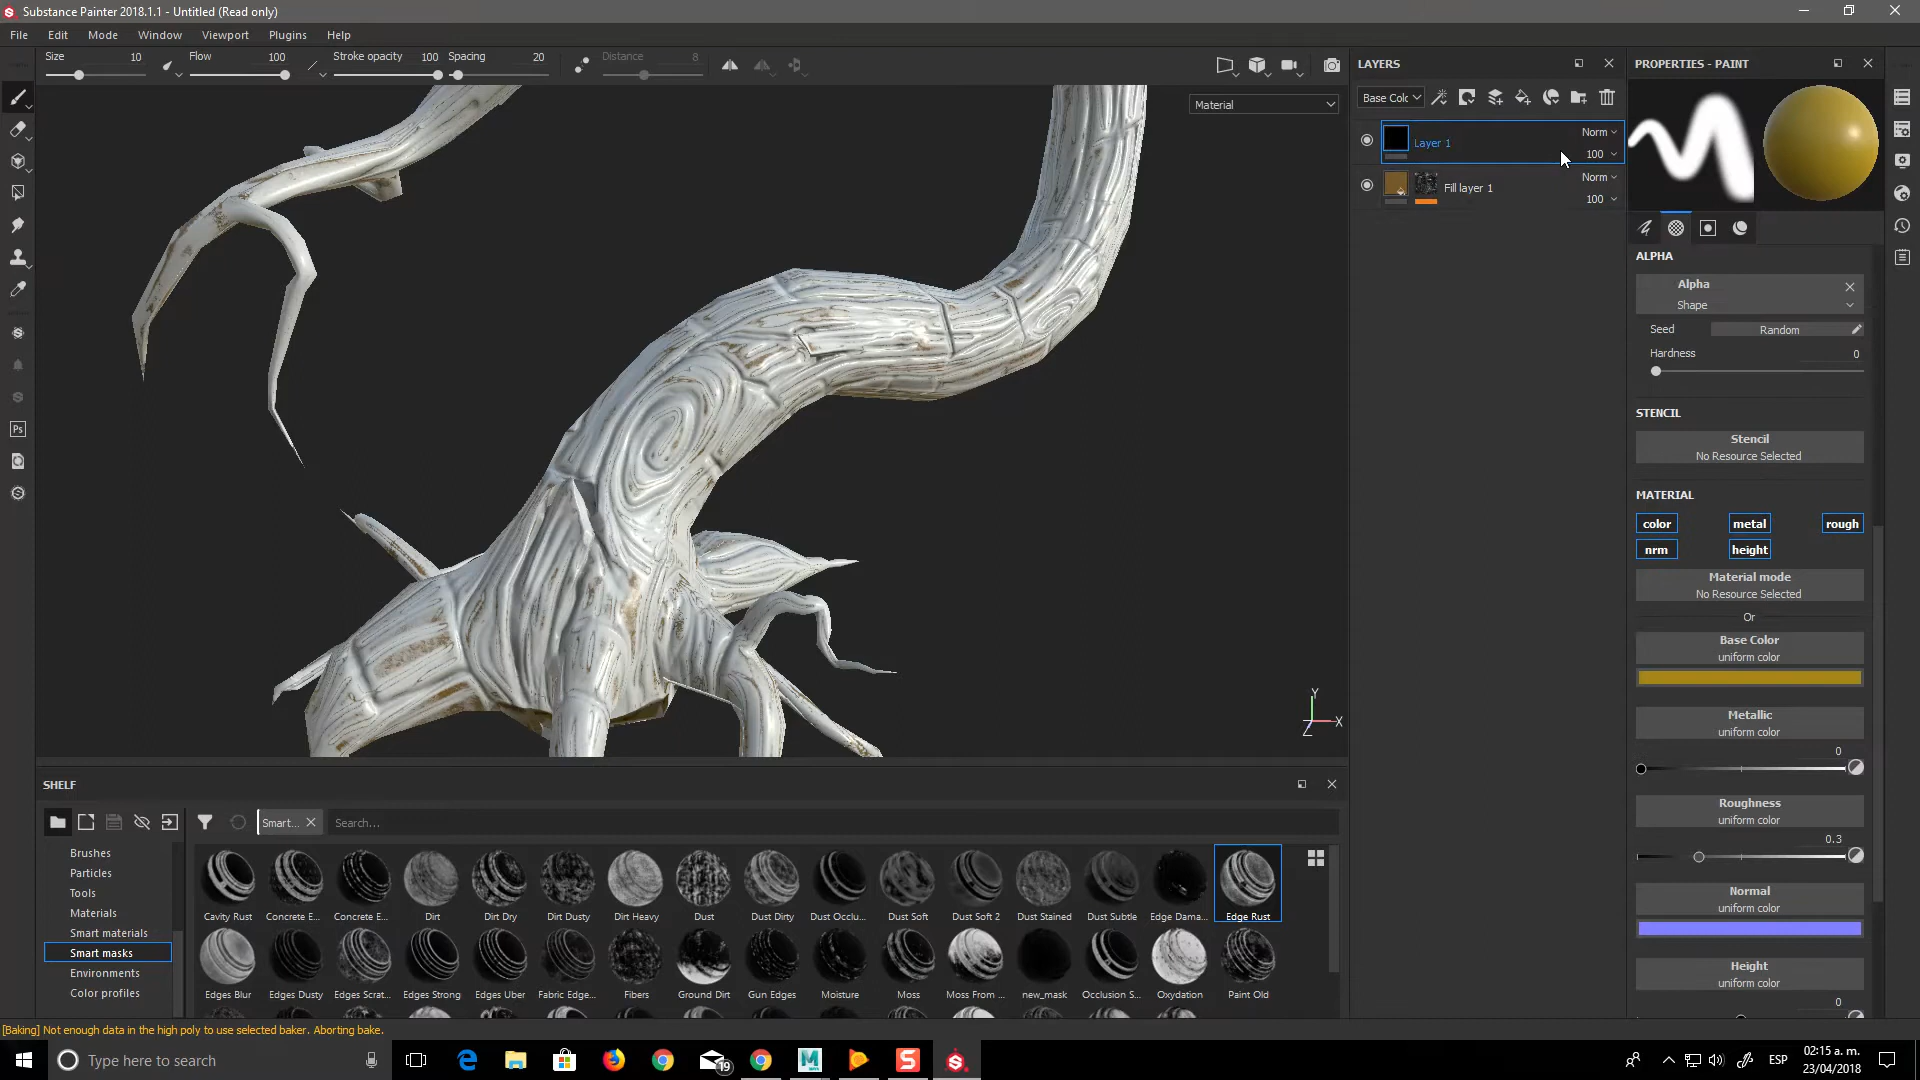 Substance Painter 2018.1.1 - Untitled (Read only)
File Edit Mode Window Viewport Plugins Help
Size 10 Flow 100 Stroke opacity 100 Spacing 20 Distance 8
Material
LAYERS
Base Colc
Layer 1 Norm 100
Fill layer 1 Norm 100
PROPERTIES - PAINT
ALPHA
Alpha
Shape
Seed Random
Hardness 0
STENCIL
Stencil
No Resource Selected
MATERIAL
color metal rough
nrm height
Material mode
No Resource Selected
Or
Base Color
uniform color
Metallic
uniform color
0
Roughness
uniform color
0.3
Normal
uniform color
Height
uniform color
0
Y
X
Z
SHELF
Smart... Search...
Brushes
Particles
Tools
Materials
Smart materials
Smart masks
Environments
Color profiles
Cavity Rust Concrete E... Concrete E... Dirt Dirt Dry Dirt Dusty Dirt Heavy Dust Dust Dirty Dust Occlu... Dust Soft Dust Soft 2 Dust Stained Dust Subtle Edge Dama... Edge Rust
Edges Blur Edges Dusty Edges Scrat... Edges Strong Edges Uber Fabric Edge... Fibers Ground Dirt Gun Edges Moisture Moss Moss From ... new_mask Occlusion S... Oxydation Paint Old
[Baking] Not enough data in the high poly to use selected baker. Aborting bake.
Type here to search
19
ESP
02:15 a. m.
23/04/2018